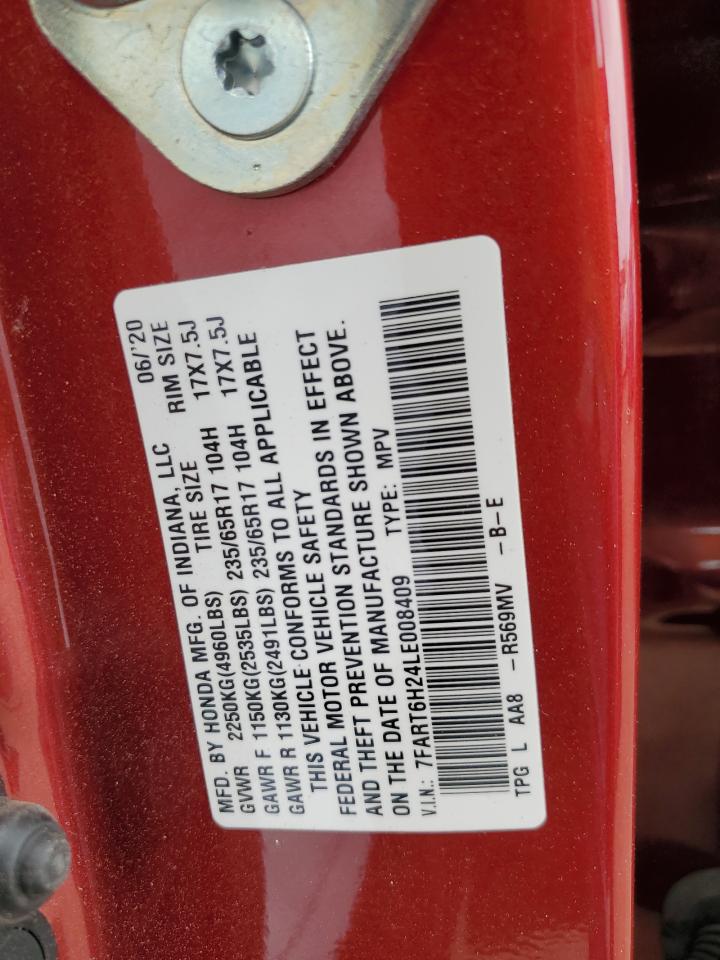 MFD. BY HONDA MFG. OF INDIANA, LLC 06/'20
GVWR 2250KG(4960LBS) TIRE SIZE RIM SIZE
GAWR F 1150KG(2535LBS) 235/65R17 104H 17X7.5J
GAWR R 1130KG(2491LBS) 235/65R17 104H 17X7.5J
THIS VEHICLE CONFORMS TO ALL APPLICABLE
FEDERAL MOTOR VEHICLE SAFETY
AND THEFT PREVENTION STANDARDS IN EFFECT
ON THE DATE OF MANUFACTURE SHOWN ABOVE.
V.I.N.: 7FART6H24LE008409 TYPE: MPV
TPG L AA8 -R569MV -B-E